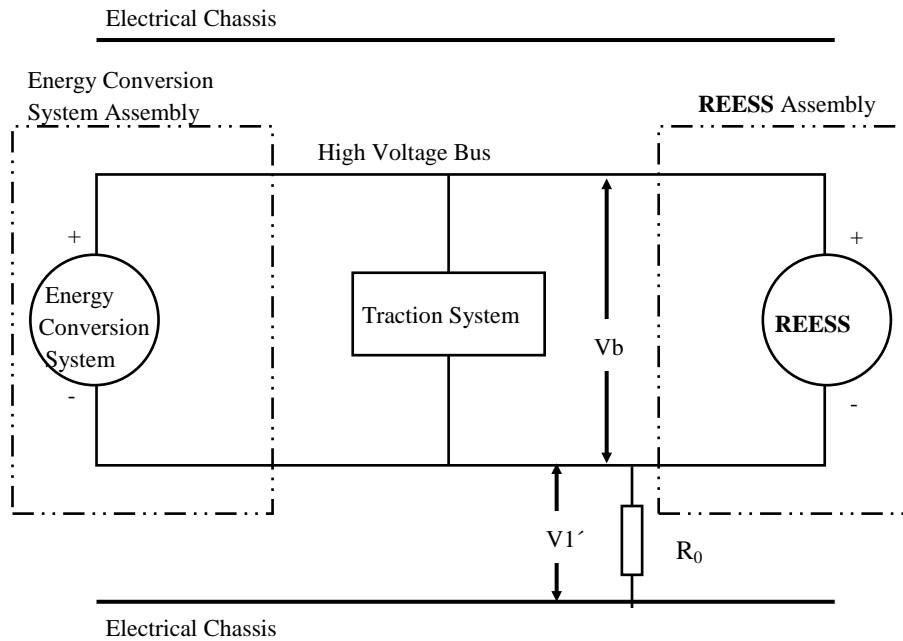 Electrical Chassis
Energy Conversion
System Assembly
REESS Assembly
High Voltage Bus
+
+
Energy
Conversion
System
Traction System
Vb
REESS
-
-
V1´
R₀
Electrical Chassis